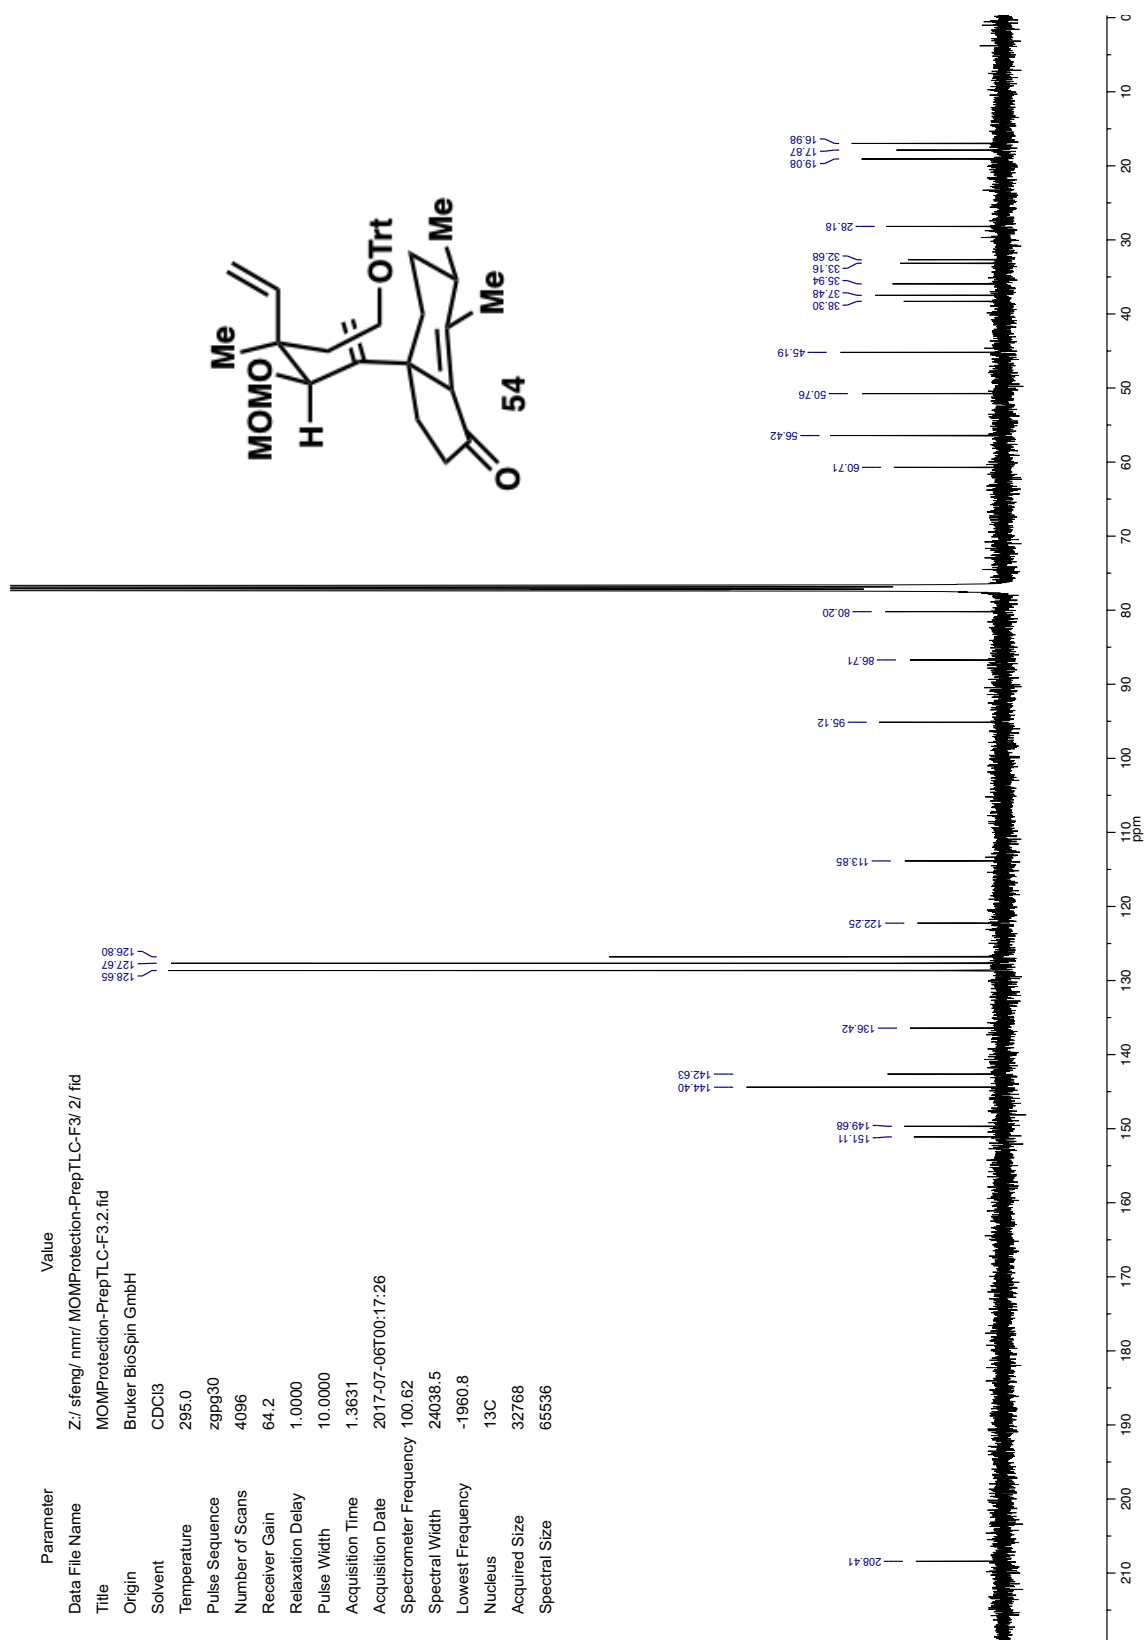 Parameter Value
Data File Name Z:/ sfeng/ nmr/ MOMProtection-PrepTLC-F3/ 2/ fid
Title MOMProtection-PrepTLC-F3.2.fid
Origin Bruker BioSpin GmbH
Solvent CDCl3
Temperature 295.0
Pulse Sequence zgpg30
Number of Scans 4096
Receiver Gain 64.2
Relaxation Delay 1.0000
Pulse Width 10.0000
Acquisition Time 1.3631
Acquisition Date 2017-07-06T00:17:26
Spectrometer Frequency 100.62
Spectral Width 24038.5
Lowest Frequency -1960.8
Nucleus 13C
Acquired Size 32768
Spectral Size 65536
Me
MOMO
H
OTrt
Me
Me
O
54
208.41
151.11
149.68
144.40
142.63
136.42
128.65
127.67
126.80
122.25
113.85
95.12
86.71
80.20
60.71
56.42
50.76
45.19
38.30
37.48
35.94
33.16
32.68
28.18
19.08
17.87
16.98
210 200 190 180 170 160 150 140 130 120 110 100 90 80 70 60 50 40 30 20 10 0
ppm